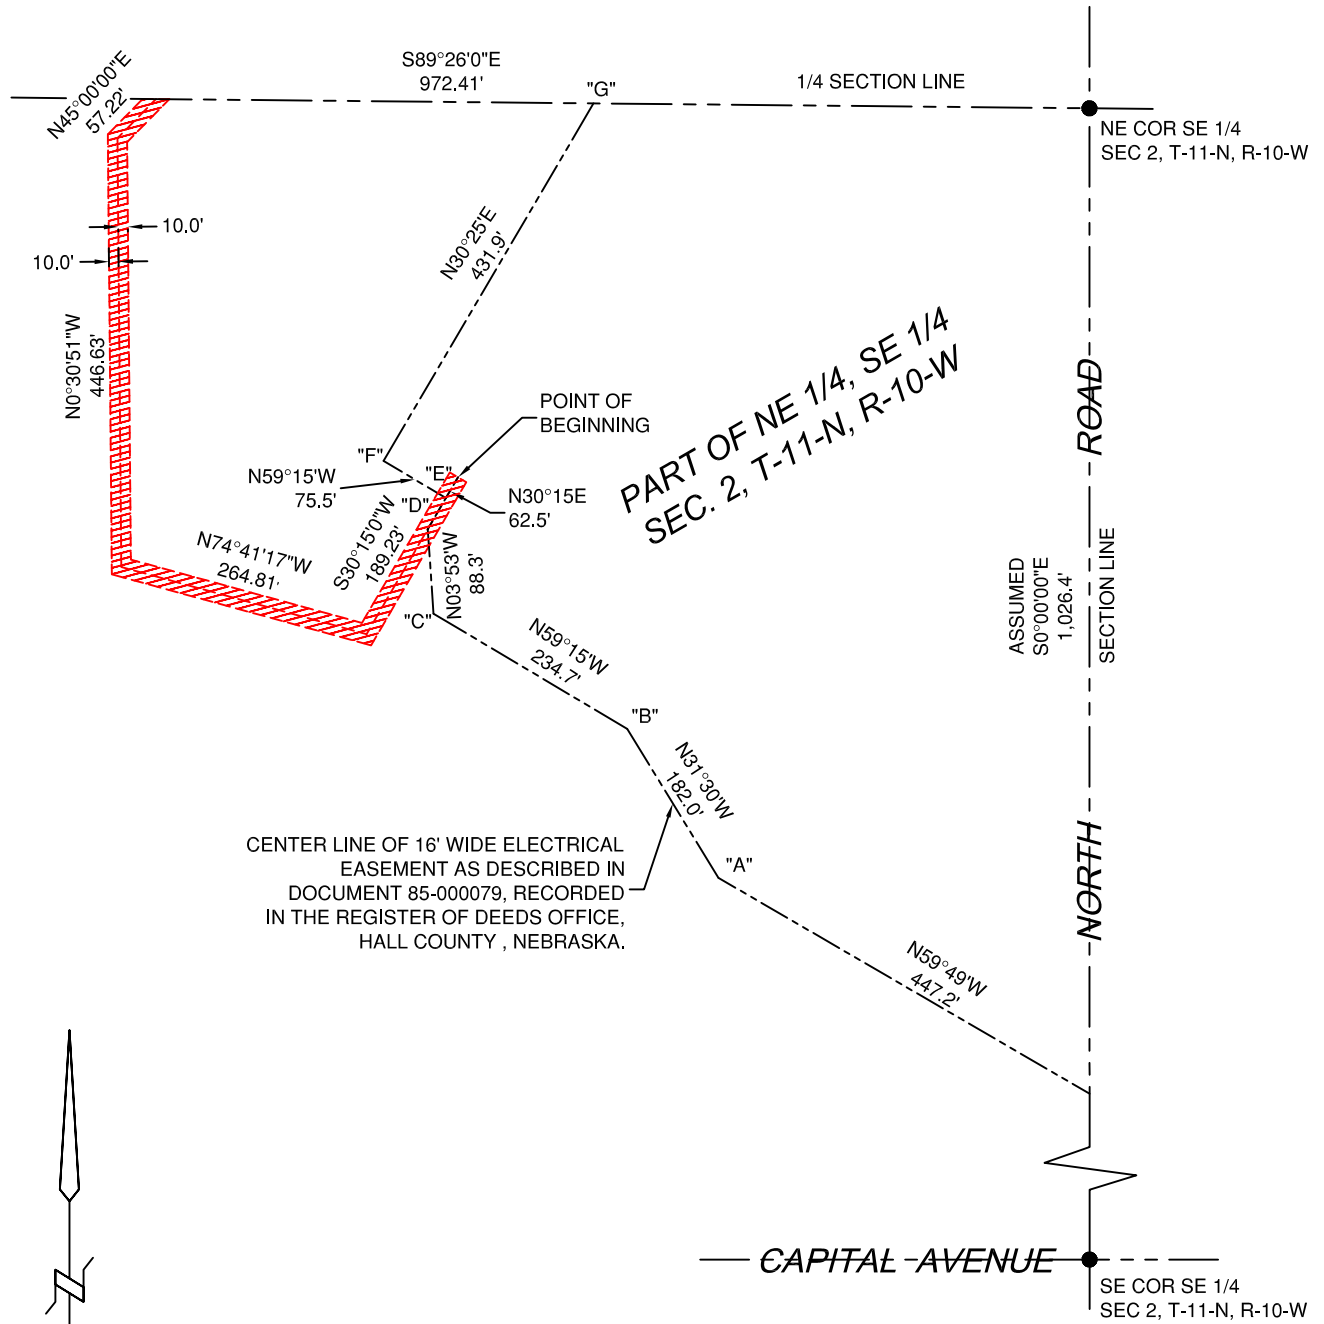 N45°00'00"E
57.22'
S89°26'0"E
972.41'
"G"
1/4 SECTION LINE
NE COR SE 1/4
SEC 2, T-11-N, R-10-W
10.0'
10.0'
N30°25'E
431.9'
N0°30'51"W
446.63'
PART OF NE 1/4, SE 1/4
SEC. 2, T-11-N, R-10-W
ROAD
POINT OF
BEGINNING
"F"
"E"
N59°15'W
75.5'
"D"
N30°15E
62.5'
S30°15'0"W
189.23'
N74°41'17"W
264.81'
N03°53'W
88.3'
"C"
ASSUMED
S0°00'00"E
1,026.4'
SECTION LINE
N59°15'W
234.7'
"B"
N31°30'W
182.0'
"A"
CENTER LINE OF 16' WIDE ELECTRICAL
EASEMENT AS DESCRIBED IN
DOCUMENT 85-000079, RECORDED
IN THE REGISTER OF DEEDS OFFICE,
HALL COUNTY , NEBRASKA.
NORTH
N59°49'W
447.2'
CAPITAL AVENUE
SE COR SE 1/4
SEC 2, T-11-N, R-10-W